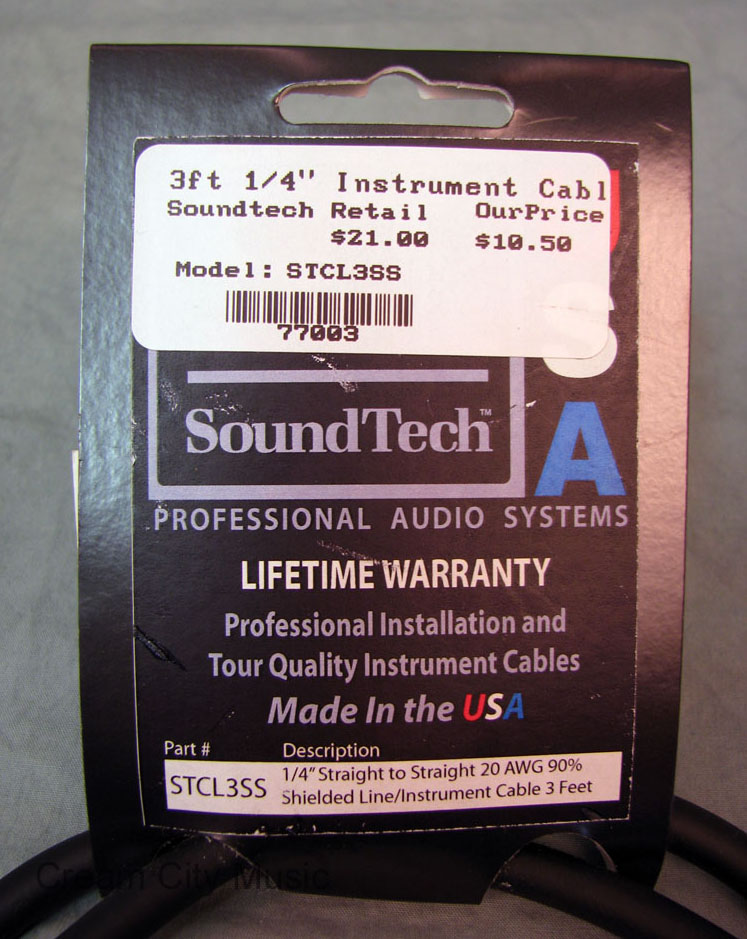 3ft 1/4" Instrument Cabl
Soundtech Retail OurPrice
$21.00 $10.50
Model: STCL3SS
77003
USA
SoundTech™
PROFESSIONAL AUDIO SYSTEMS
LIFETIME WARRANTY
Professional Installation and
Tour Quality Instrument Cables
Made In the USA
Part # Description
STCL3SS 1/4" Straight to Straight 20 AWG 90%
Shielded Line/Instrument Cable 3 Feet
Cream City Music